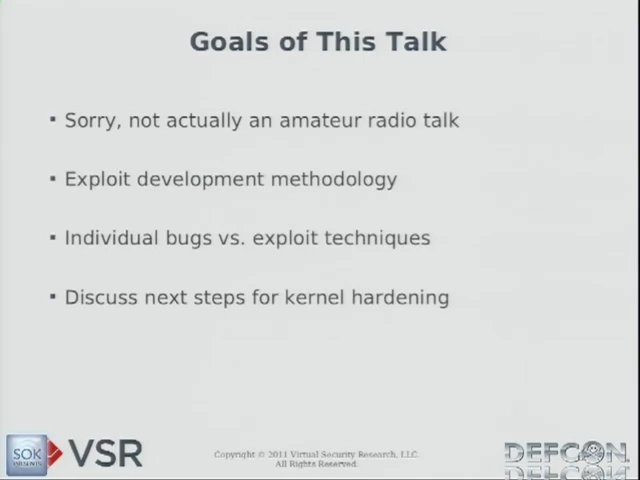 Goals of This Talk
Sorry, not actually an amateur radio talk
Exploit development methodology
Individual bugs vs. exploit techniques
Discuss next steps for kernel hardening
SOK
PRESENTS
VSR
Copyright © 2011 Virtual Security Research, LLC.
All Rights Reserved.
DEFCON